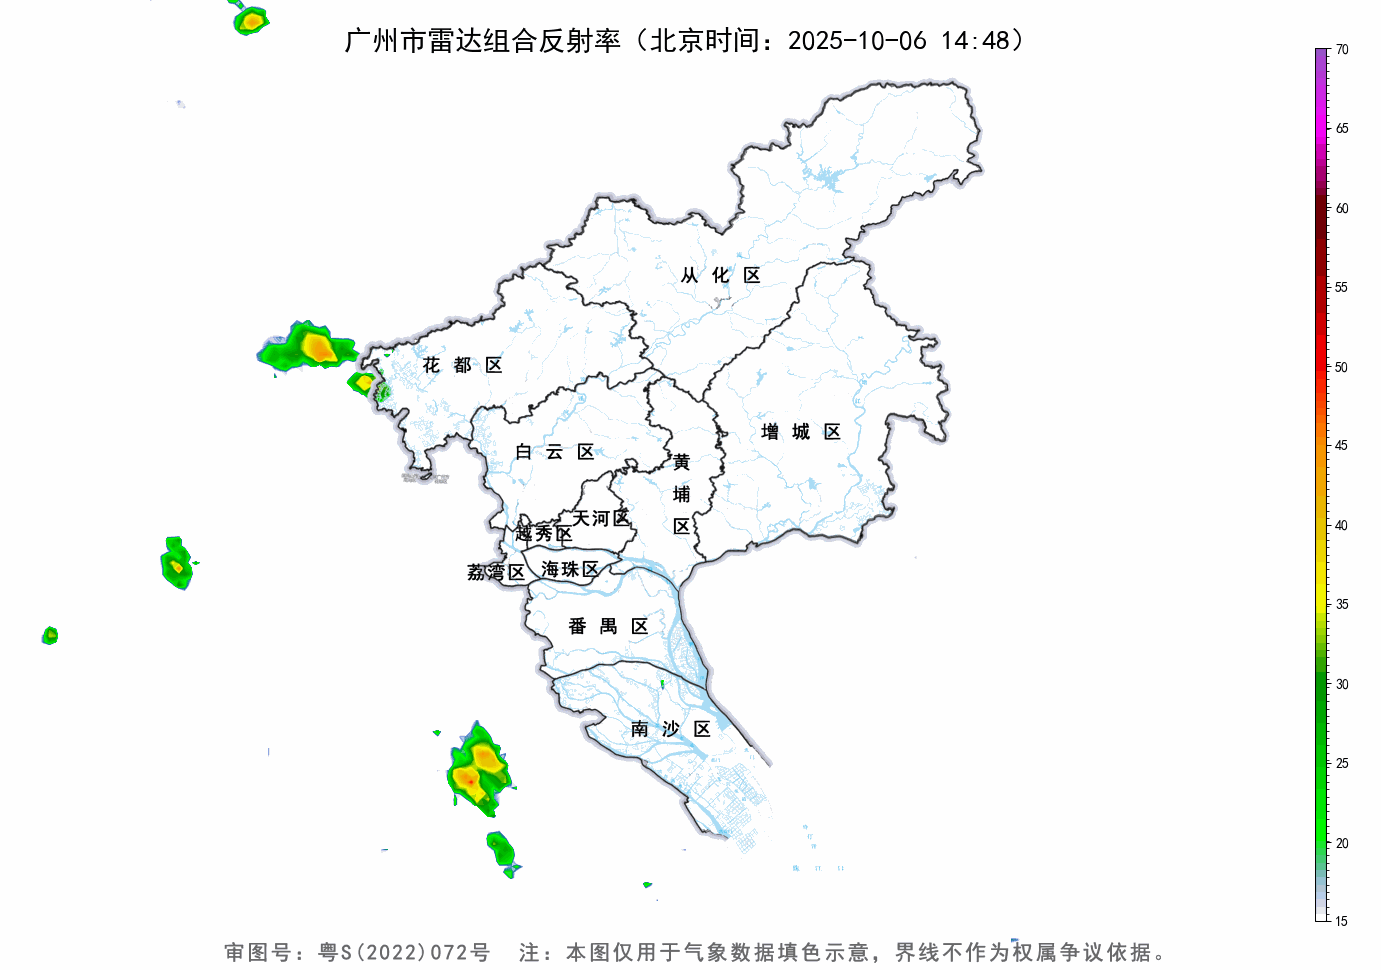 广州市雷达组合反射率（北京时间：2025-10-06 14:48）
70
65
60
55
50
45
40
35
30
25
20
15
从化区
花都区
增城区
白云区
黄埔区
天河区
越秀区
荔湾区
海珠区
番禺区
南沙区
审图号：粤S(2022)072号 注：本图仅用于气象数据填色示意，界线不作为权属争议依据。